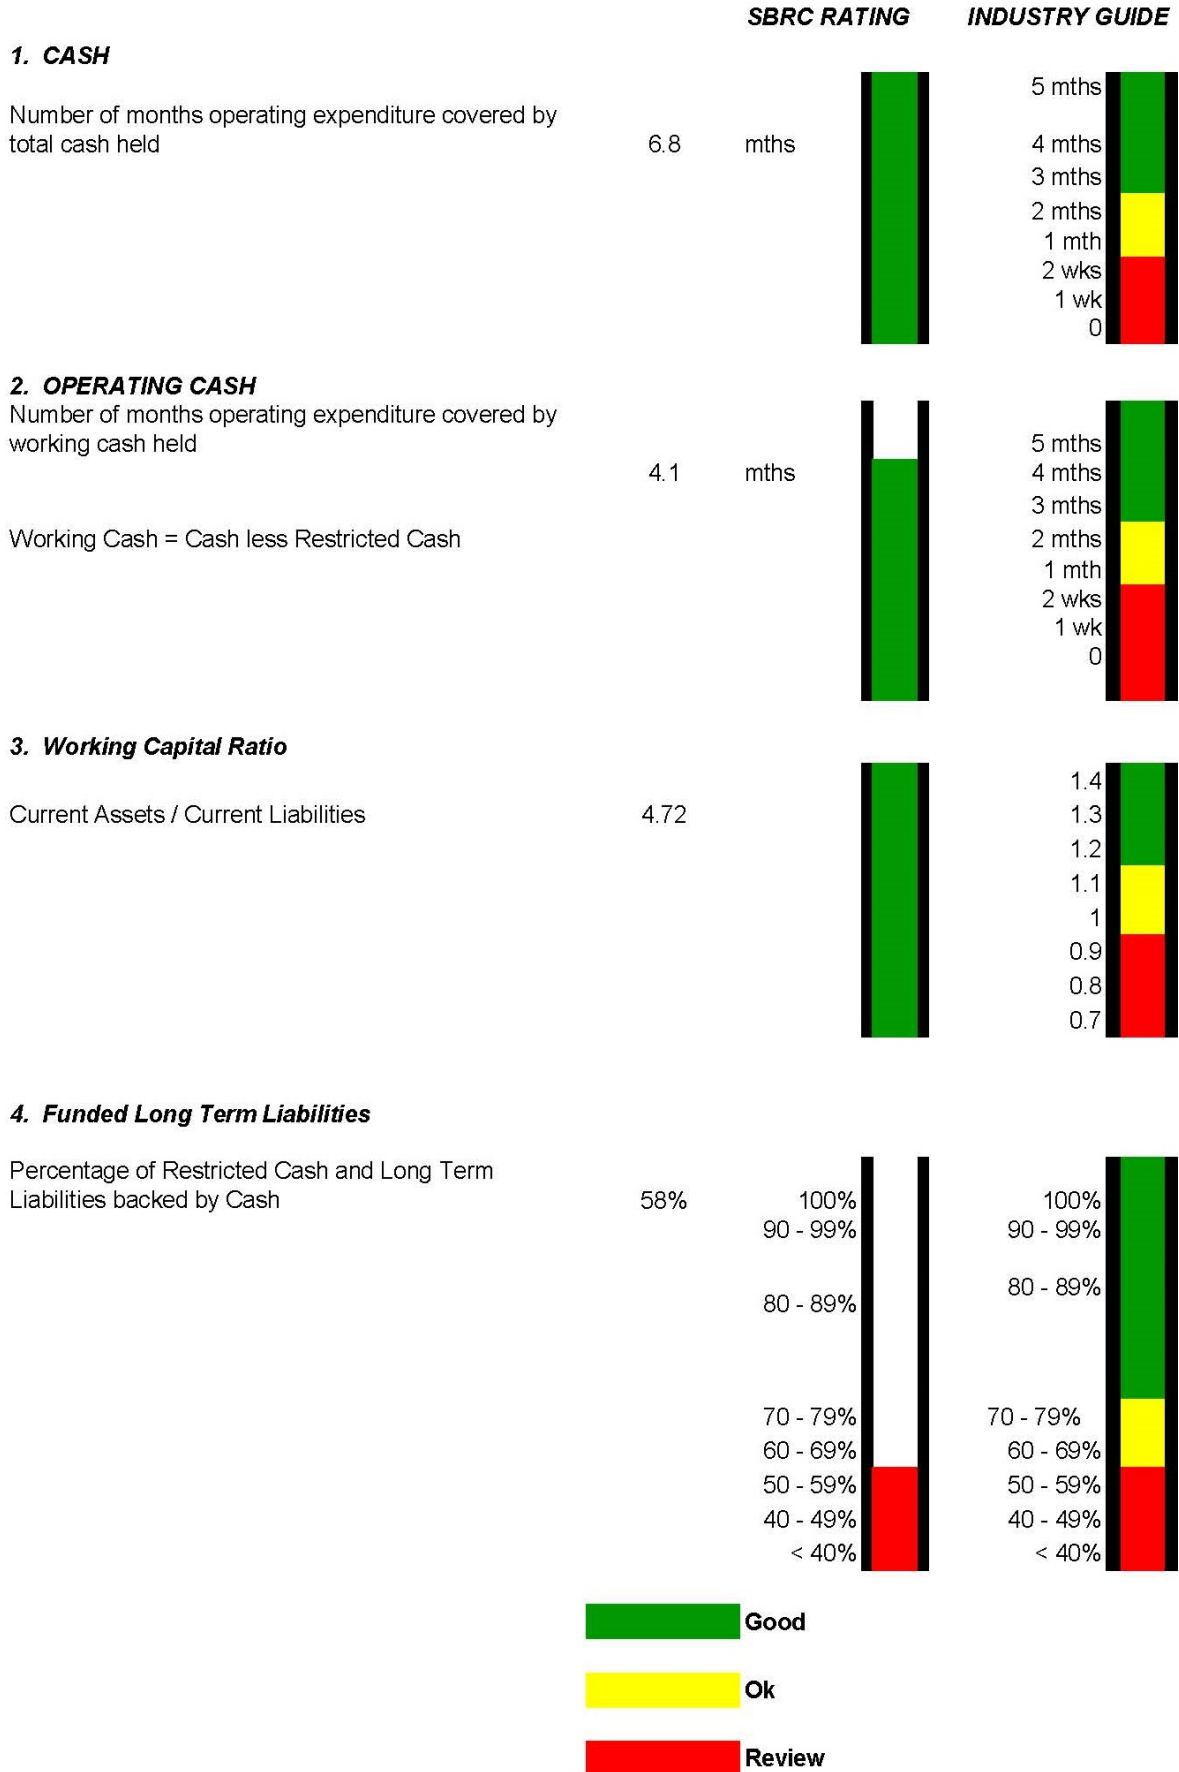 SBRC RATING INDUSTRY GUIDE
1. CASH
5 mths
Number of months operating expenditure covered by
total cash held 6.8 mths 4 mths
3 mths
2 mths
1 mth
2 wks
1 wk
0
2. OPERATING CASH
Number of months operating expenditure covered by
working cash held 5 mths
4.1 mths 4 mths
3 mths
Working Cash = Cash less Restricted Cash 2 mths
1 mth
2 wks
1 wk
0
3. Working Capital Ratio
1.4
Current Assets / Current Liabilities 4.72 1.3
1.2
1.1
1
0.9
0.8
0.7
4. Funded Long Term Liabilities
Percentage of Restricted Cash and Long Term
Liabilities backed by Cash 58% 100% 100%
90 - 99% 90 - 99%
80 - 89%
80 - 89%
70 - 79% 70 - 79%
60 - 69% 60 - 69%
50 - 59% 50 - 59%
40 - 49% 40 - 49%
< 40% < 40%
Good
Ok
Review